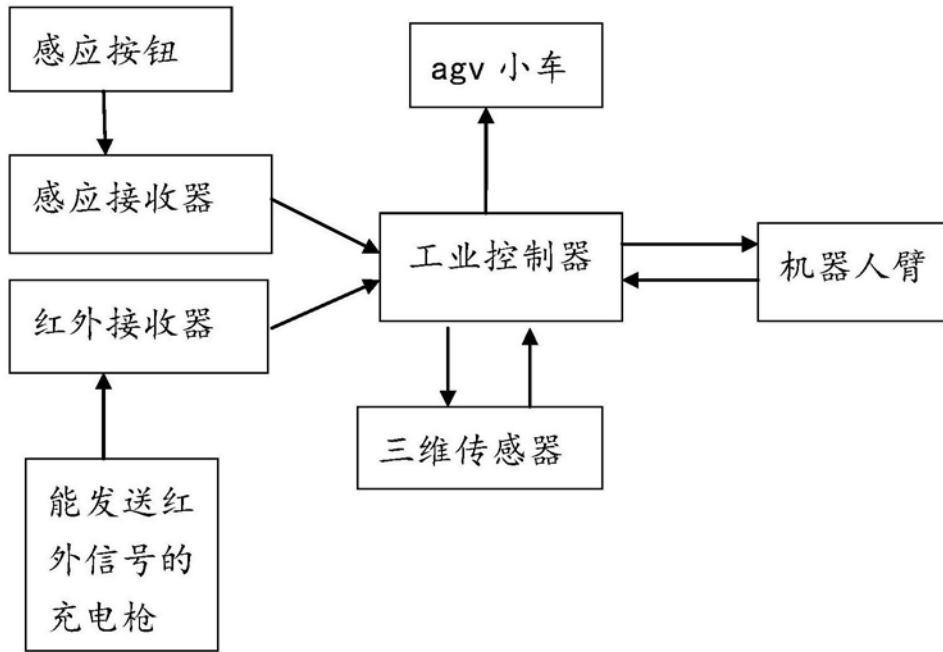 感应按钮
agv 小车
感应接收器
工业控制器
机器人臂
红外接收器
三维传感器
能发送红
外信号的
充电枪